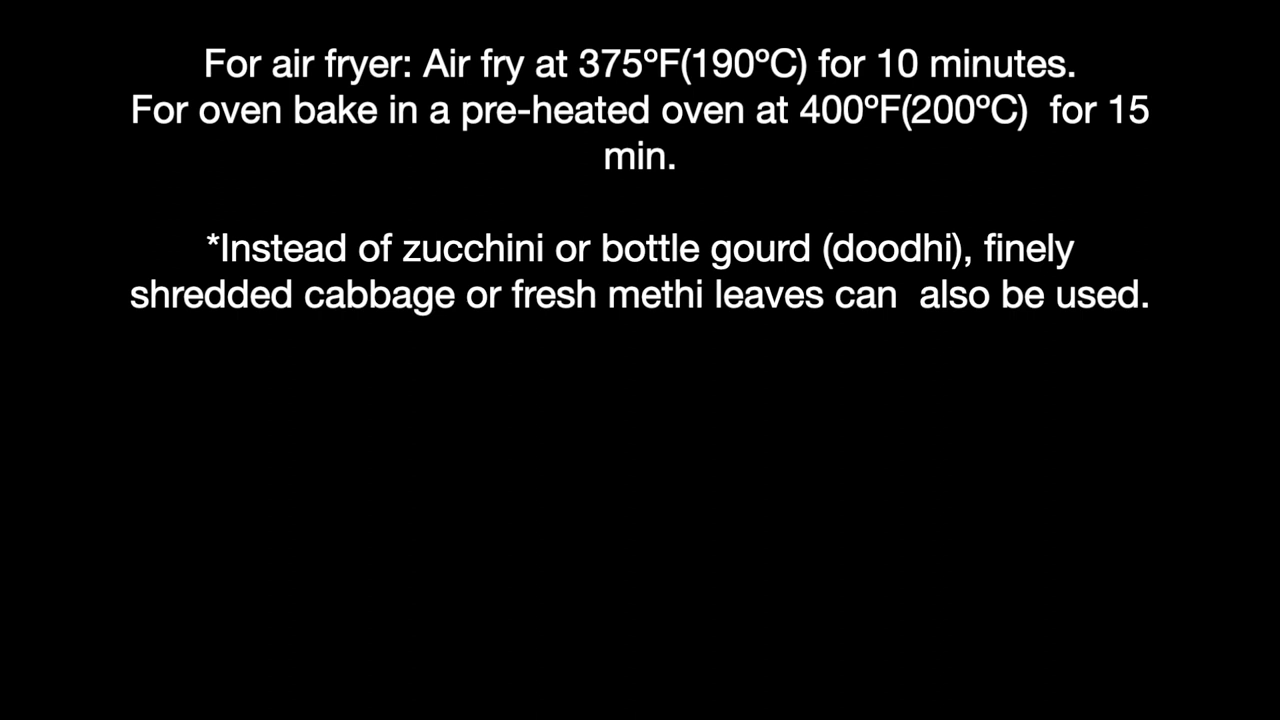 For air fryer: Air fry at 375ºF(190ºC) for 10 minutes.
For oven bake in a pre-heated oven at 400ºF(200ºC)  for 15
min.
*Instead of zucchini or bottle gourd (doodhi), finely
shredded cabbage or fresh methi leaves can  also be used.